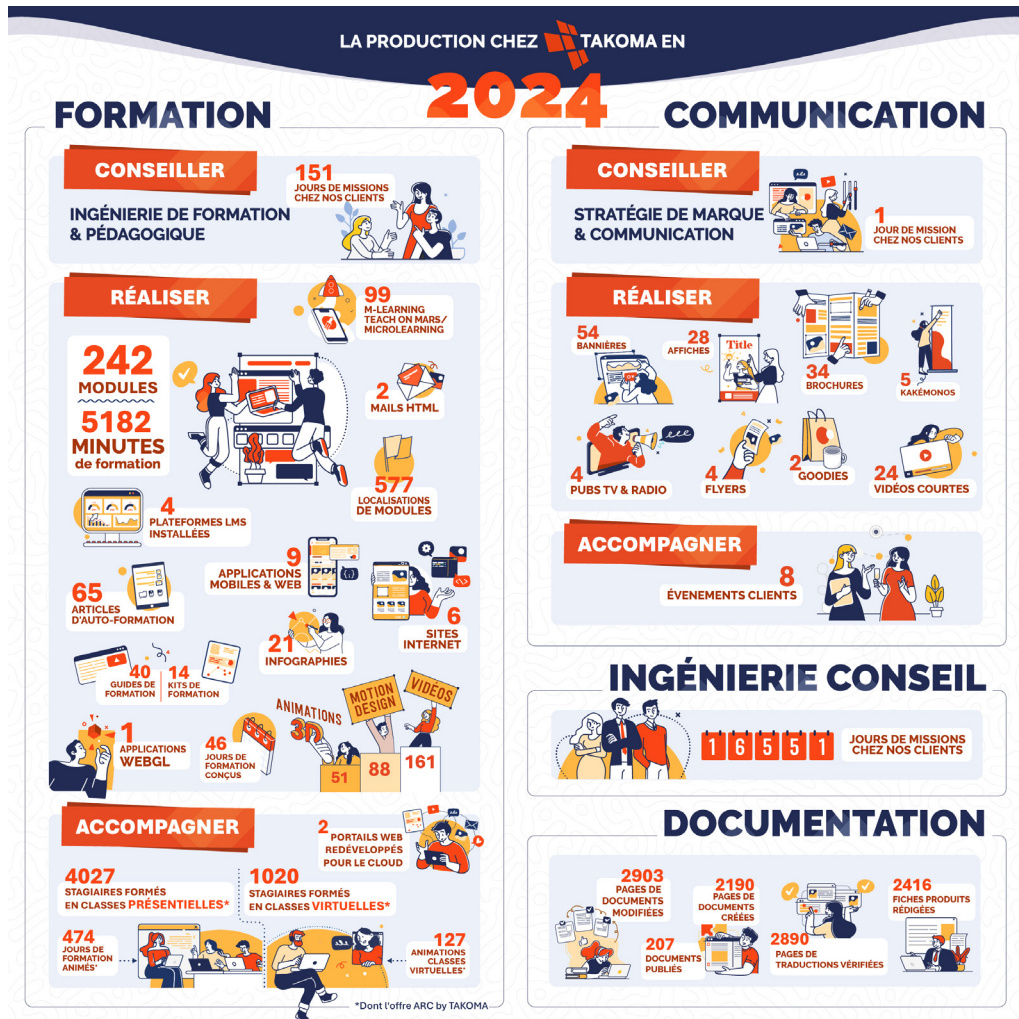 LA PRODUCTION CHEZ TAKOMA EN
2024
FORMATION
CONSEILLER
151
JOURS DE MISSIONS
CHEZ NOS CLIENTS
INGÉNIERIE DE FORMATION
& PÉDAGOGIQUE
RÉALISER
99
M-LEARNING
TEACH ON MARS/
MICROLEARNING
242
MODULES
5182
MINUTES
de formation
2
MAILS HTML
577
LOCALISATIONS
DE MODULES
4
PLATEFORMES LMS
INSTALLÉES
9
APPLICATIONS
MOBILES & WEB
65
ARTICLES
D'AUTO-FORMATION
6
SITES
INTERNET
21
INFOGRAPHIES
40
GUIDES DE
FORMATION
14
KITS DE
FORMATION
1
APPLICATIONS
WEBGL
46
JOURS DE
FORMATION
CONÇUS
ANIMATIONS
3D
51
MOTION
DESIGN
88
VIDÉOS
161
ACCOMPAGNER
2
PORTAILS WEB
REDÉVELOPPÉS
POUR LE CLOUD
4027
STAGIAIRES FORMÉS
EN CLASSES PRÉSENTIELLES*
1020
STAGIAIRES FORMÉS
EN CLASSES VIRTUELLES*
474
JOURS DE
FORMATION
ANIMÉS*
127
ANIMATIONS
CLASSES
VIRTUELLES*
*Dont l'offre ARC by TAKOMA
COMMUNICATION
CONSEILLER
STRATÉGIE DE MARQUE
& COMMUNICATION
1
JOUR DE MISSION
CHEZ NOS CLIENTS
RÉALISER
54
BANNIÈRES
28
AFFICHES
Title
34
BROCHURES
5
KAKÉMONOS
4
PUBS TV & RADIO
4
FLYERS
2
GOODIES
24
VIDÉOS COURTES
ACCOMPAGNER
8
ÉVENEMENTS CLIENTS
INGÉNIERIE CONSEIL
16551
JOURS DE MISSIONS
CHEZ NOS CLIENTS
DOCUMENTATION
2903
PAGES DE
DOCUMENTS
MODIFIÉES
2190
PAGES DE
DOCUMENTS
CRÉÉES
2416
FICHES PRODUITS
RÉDIGÉES
207
DOCUMENTS
PUBLIÉS
2890
PAGES DE
TRADUCTIONS VÉRIFIÉES